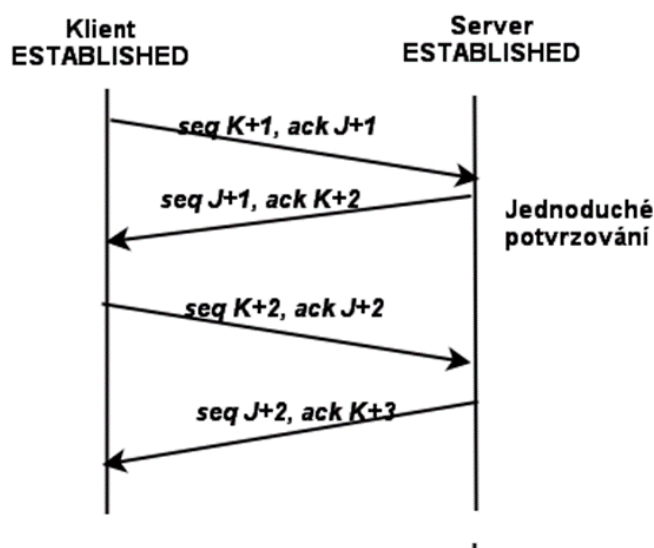 Klient
ESTABLISHED
Server
ESTABLISHED
seq K+1, ack J+1
seq J+1, ack K+2
Jednoduché
potvrzování
seq K+2, ack J+2
seq J+2, ack K+3